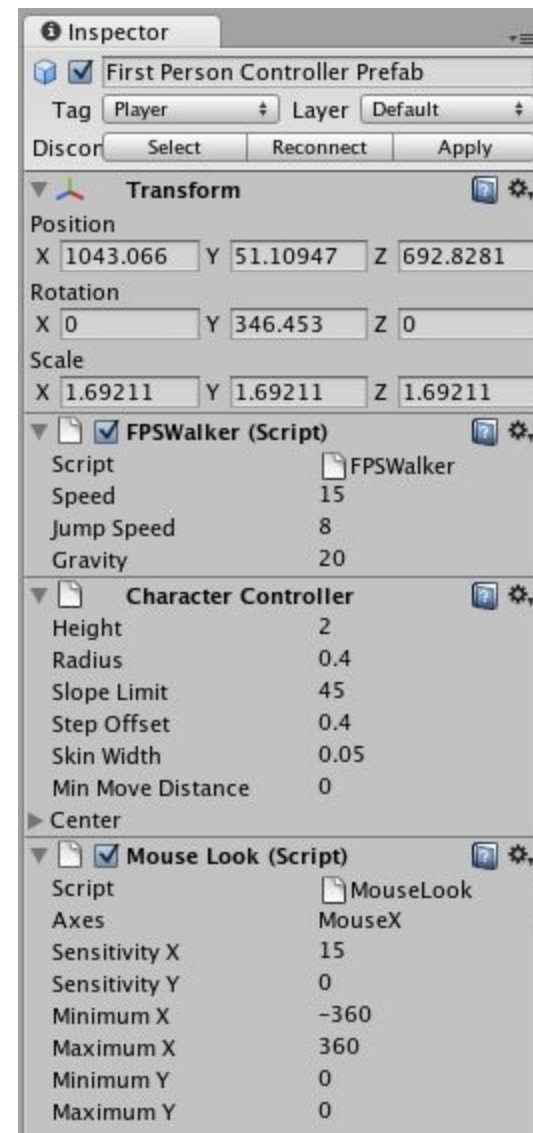 Inspector
First Person Controller Prefab
Tag Player Layer Default
Discor Select Reconnect Apply
Transform
Position
X 1043.066 Y 51.10947 Z 692.8281
Rotation
X 0 Y 346.453 Z 0
Scale
X 1.69211 Y 1.69211 Z 1.69211
FPSWalker (Script)
Script FPSWalker
Speed 15
Jump Speed 8
Gravity 20
Character Controller
Height 2
Radius 0.4
Slope Limit 45
Step Offset 0.4
Skin Width 0.05
Min Move Distance 0
Center
Mouse Look (Script)
Script MouseLook
Axes MouseX
Sensitivity X 15
Sensitivity Y 0
Minimum X -360
Maximum X 360
Minimum Y 0
Maximum Y 0